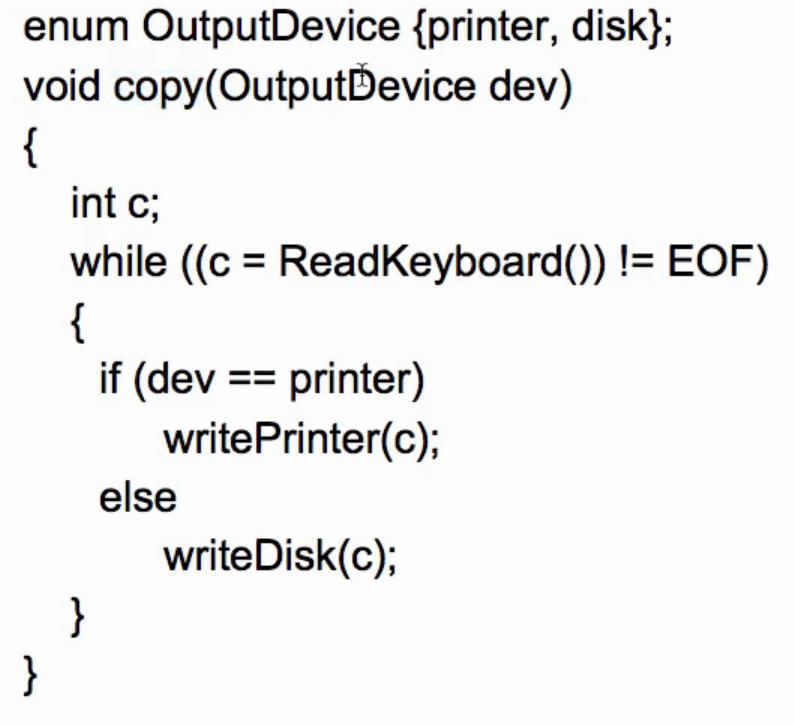 enum OutputDevice {printer, disk};
void copy(OutputDevice dev)
{
int c;
while ((c = ReadKeyboard()) != EOF)
{
if (dev == printer)
writePrinter(c);
else
writeDisk(c);
}
}